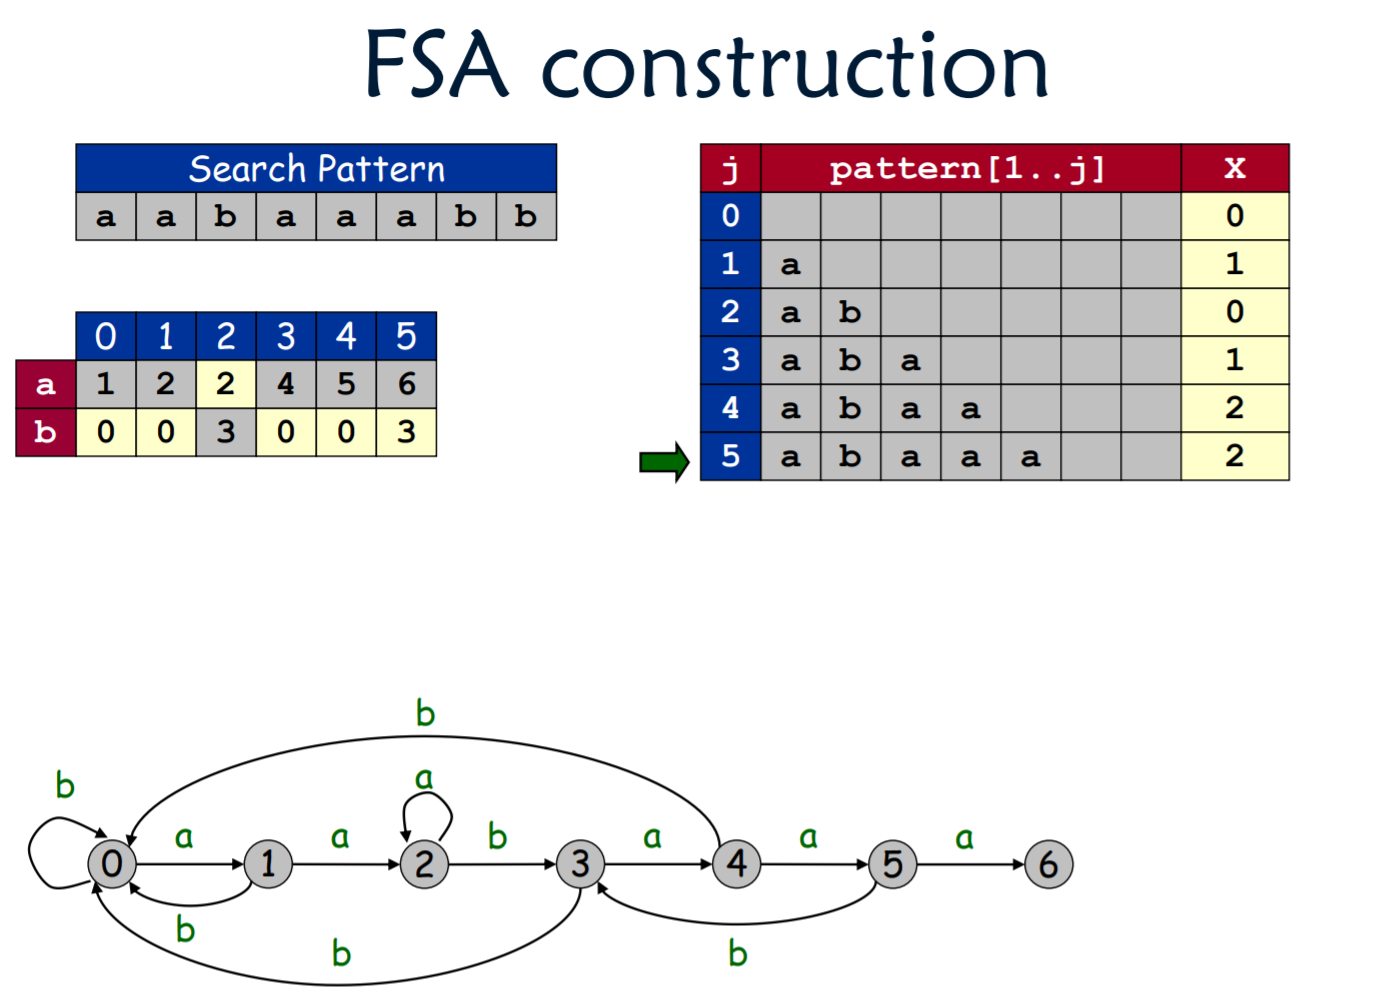 FSA construction
Search Pattern
a a b a a a b b
0 1 2 3 4 5
a 1 2 2 4 5 6
b 0 0 3 0 0 3
j pattern[1..j] X
0 0
1 a 1
2 a b 0
3 a b a 1
4 a b a a 2
5 a b a a a 2
b
b a
a a b a a a
0 1 2 3 4 5 6
b b b